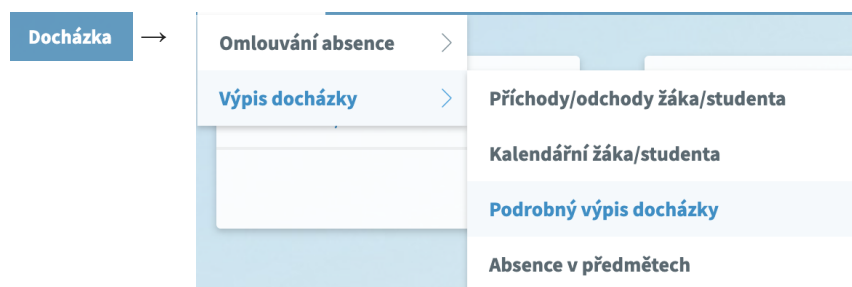 Docházka →
Omlouvání absence
Výpis docházky
Příchody/odchody žáka/studenta
Kalendářní žáka/studenta
Podrobný výpis docházky
Absence v předmětech